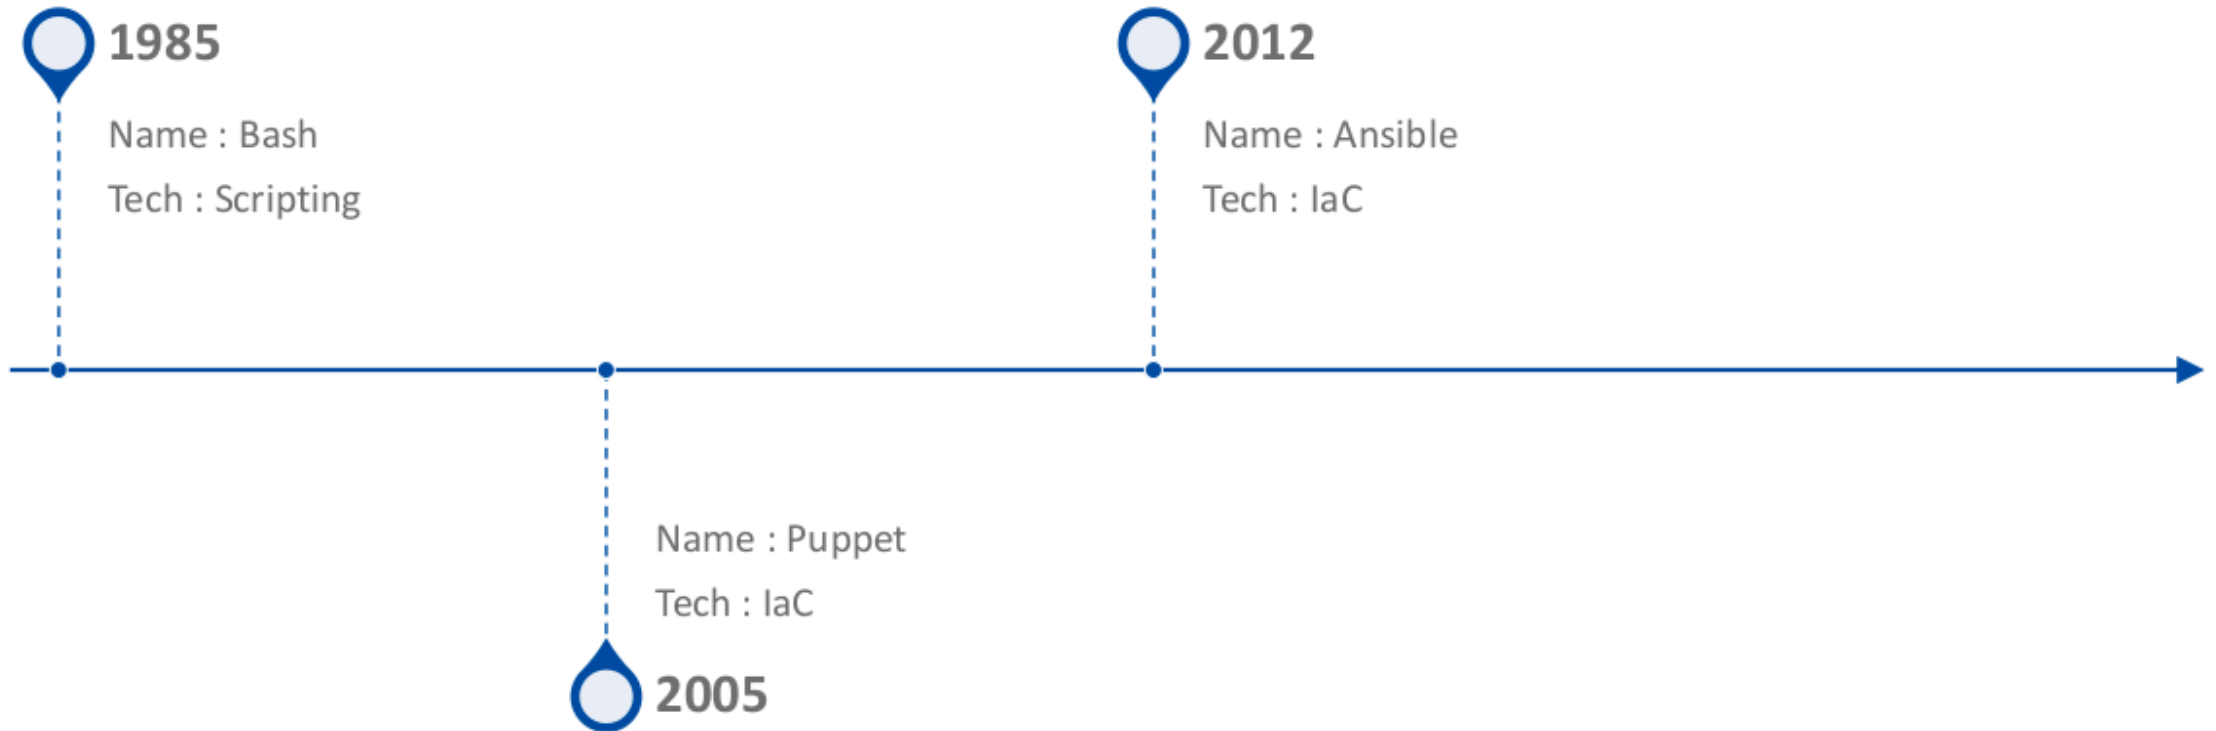 1985
Name : Bash
Tech : Scripting
Name : Puppet
Tech : IaC
2005
2012
Name : Ansible
Tech : IaC